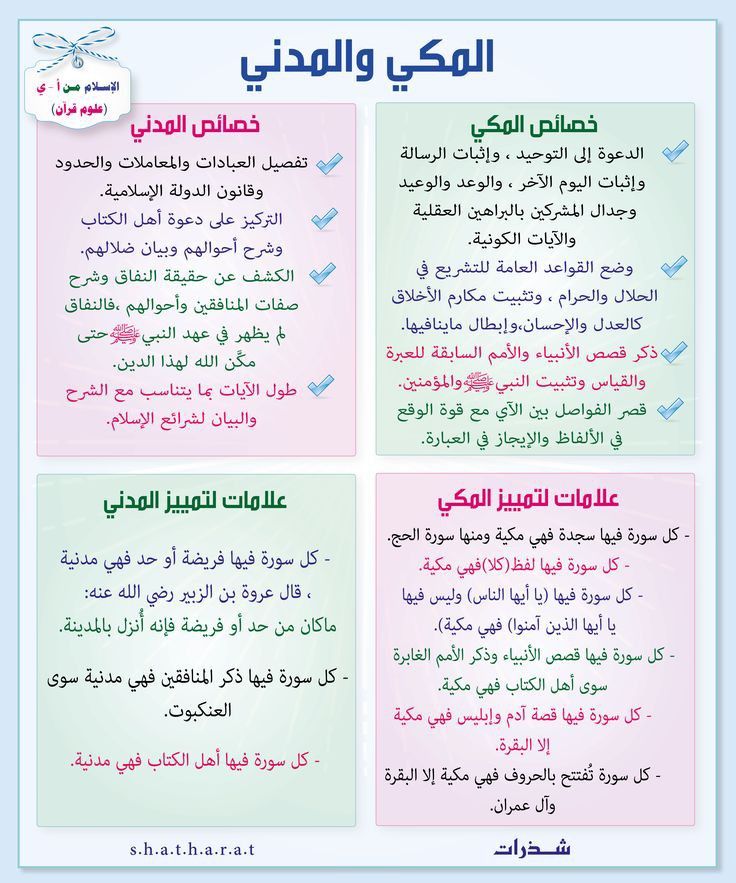 المكي والمدني
الإسلام من أ - ي
(علوم قرآن)
خصائص المكي
الدعوة إلى التوحيد ، وإثبات الرسالة
وإثبات اليوم الآخر ، والوعد والوعيد
وجدال المشركين بالبراهين العقلية
والآيات الكونية.
وضع القواعد العامة للتشريع في
الحلال والحرام ، وتثبيت مكارم الأخلاق
كالعدل والإحسان،وإبطال ماينافيها.
ذكر قصص الأنبياء والأمم السابقة للعبرة
والقياس وتثبيت النبي ﷺ والمؤمنين.
قصر الفواصل بين الآي مع قوة الوقع
في الألفاظ والإيجاز في العبارة.
خصائص المدني
تفصيل العبادات والمعاملات والحدود
وقانون الدولة الإسلامية.
التركيز على دعوة أهل الكتاب
وشرح أحوالهم وبيان ضلالهم.
الكشف عن حقيقة النفاق وشرح
صفات المنافقين وأحوالهم ،فالنفاق
لم يظهر في عهد النبي ﷺ حتى
مكَّن الله لهذا الدين.
طول الآيات بما يتناسب مع الشرح
والبيان لشرائع الإسلام.
علامات لتمييز المكي
- كل سورة فيها سجدة فهي مكية ومنها سورة الحج.
- كل سورة فيها لفظ(كلا)فهي مكية.
- كل سورة فيها (يا أيها الناس) وليس فيها
يا أيها الذين آمنوا) فهي مكية).
- كل سورة فيها قصص الأنبياء وذكر الأمم الغابرة
سوى أهل الكتاب فهي مكية.
- كل سورة فيها قصة آدم وإبليس فهي مكية
إلا البقرة.
- كل سورة تُفتتح بالحروف فهي مكية إلا البقرة
وآل عمران.
علامات لتمييز المدني
- كل سورة فيها فريضة أو حد فهي مدنية
، قال عروة بن الزبير رضي الله عنه:
ماكان من حد أو فريضة فإنه أُنزل بالمدينة.
- كل سورة فيها ذكر المنافقين فهي مدنية سوى
العنكبوت.
- كل سورة فيها أهل الكتاب فهي مدنية.
شذرات
s.h.a.t.h.a.r.a.t